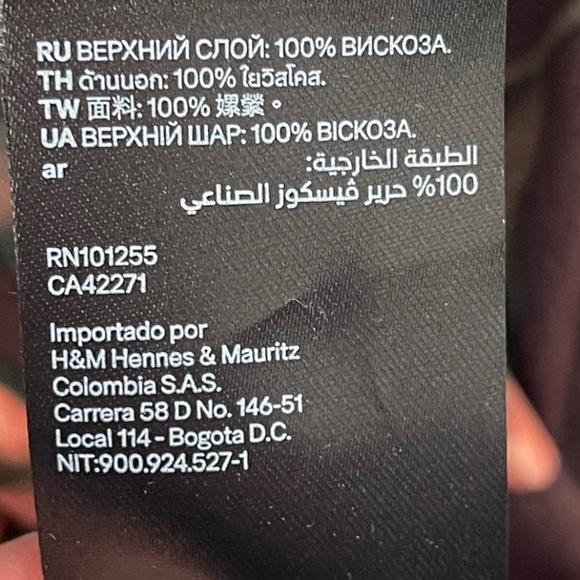 RU ВЕРХНИЙ СЛОЙ: 100% ВИСКОЗА.
TH ด้านนอก: 100% ใยวิสโคส.
TW 面料: 100% 嫘縈。
UA ВЕРХНІЙ ШАР: 100% ВІСКОЗА.
ar الطبقة الخارجية:
100% حرير ڤيسكوز الصناعي
RN101255
CA42271
Importado por
H&M Hennes & Mauritz
Colombia S.A.S.
Carrera 58 D No. 146-51
Local 114 - Bogota D.C.
NIT:900.924.527-1